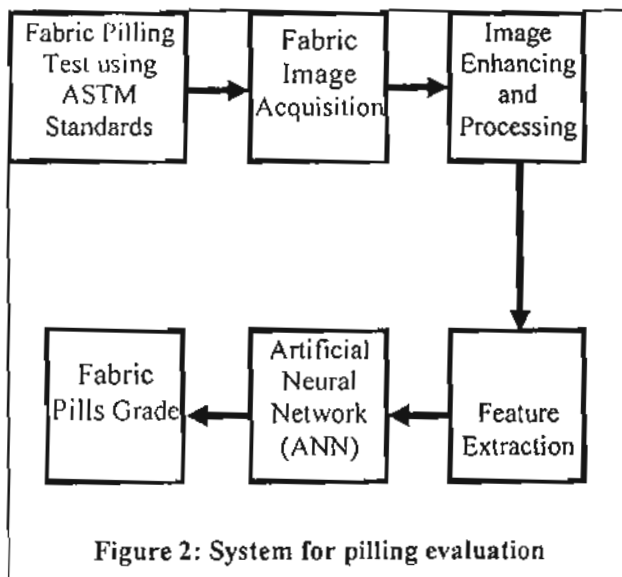 Fabric Pilling
Test using
ASTM
Standards
Fabric
Image
Acquisition
Image
Enhancing
and
Processing
Feature
Extraction
Artificial
Neural
Network
(ANN)
Fabric
Pills Grade
Figure 2: System for pilling evaluation